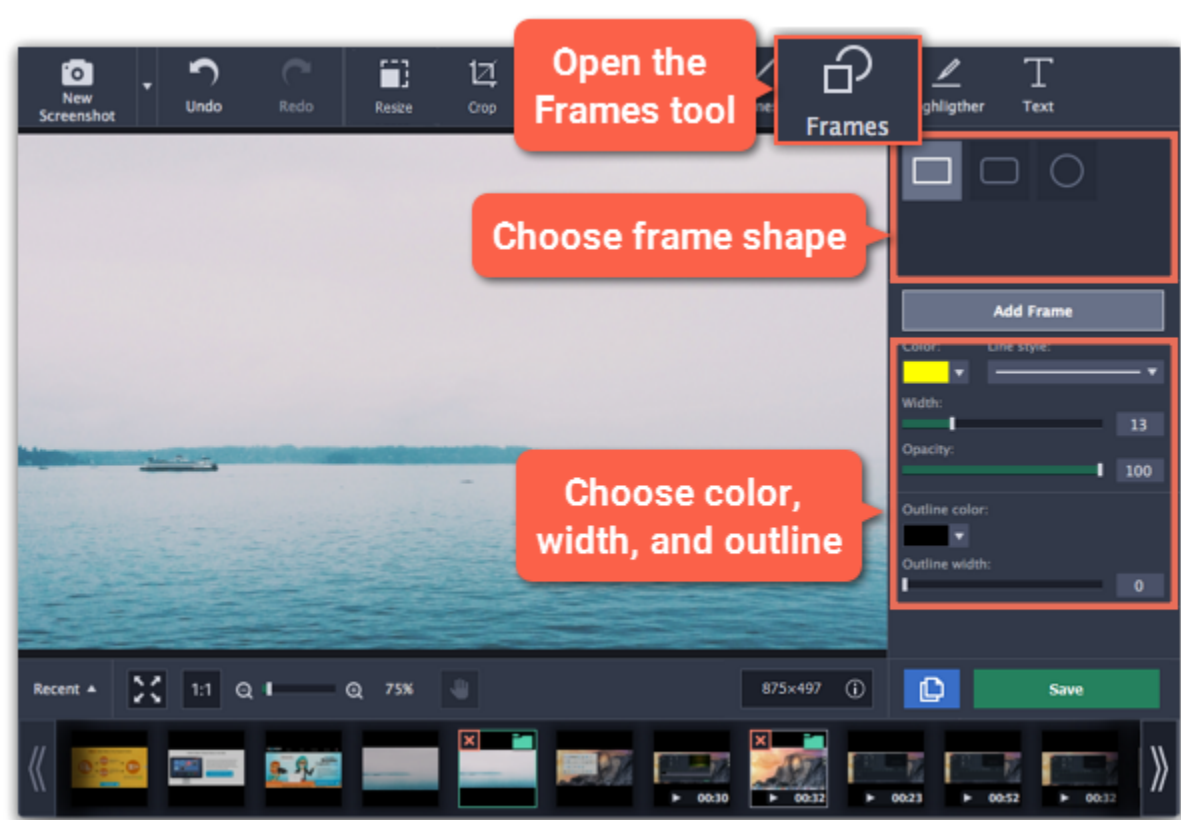 Open the
Frames tool
New
Screenshot
Undo
Redo
Resize
Crop
Frames
ghligther
Text
Choose frame shape
Add Frame
Color:
Line style:
Width:
13
Opacity:
100
Choose color,
width, and outline
Outline color:
Outline width:
0
Recent
1:1
75%
875×497
Save
00:30
00:32
00:23
00:52
00:32